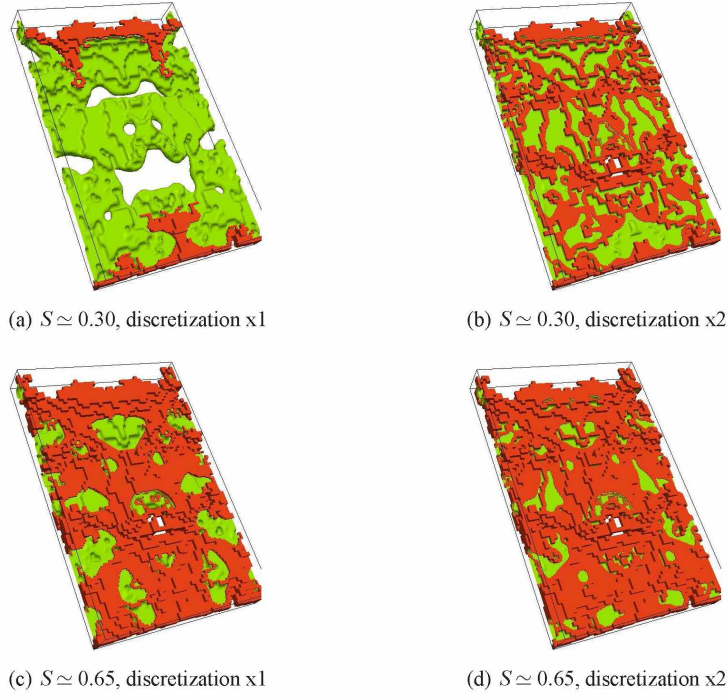 (a) S ≃ 0.30, discretization x1
(b) S ≃ 0.30, discretization x2
(c) S ≃ 0.65, discretization x1
(d) S ≃ 0.65, discretization x2